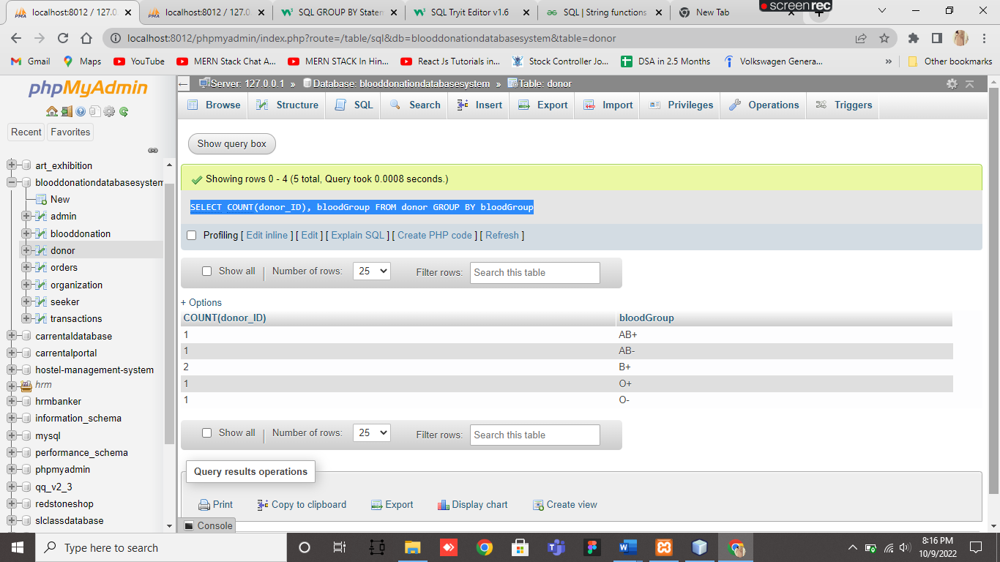 localhost:8012 / 127.0. localhost:8012 / 127.0. SQL GROUP BY Statem SQL Tryit Editor v1.6 SQL | String functions New Tab
screenrec
localhost:8012/phpmyadmin/index.php?route=/table/sql&db=blooddonationdatabasesystem&table=donor
Gmail Maps YouTube MERN Stack Chat A... MERN STACK In Hin... React Js Tutorials in... Stock Controller Jo... DSA in 2.5 Months Volkswagen Genera... » Other bookmarks
phpMyAdmin
Recent Favorites
art_exhibition
blooddonationdatabasesystem
New
admin
blooddonation
donor
orders
organization
seeker
transactions
carrentaldatabase
carrentalportal
hostel-management-system
hrm
hrmbanker
information_schema
mysql
performance_schema
phpmyadmin
qq_v2_3
redstoneshop
slclassdatabase
Server: 127.0.0.1 » Database: blooddonationdatabasesystem » Table: donor
Browse Structure SQL Search Insert Export Import Privileges Operations Triggers
Show query box
Showing rows 0 - 4 (5 total, Query took 0.0008 seconds.)
SELECT COUNT(donor_ID), bloodGroup FROM donor GROUP BY bloodGroup
Profiling [ Edit inline ] [ Edit ] [ Explain SQL ] [ Create PHP code ] [ Refresh ]
Show all | Number of rows: 25 Filter rows: Search this table
+ Options
COUNT(donor_ID) bloodGroup
1 AB+
1 AB-
2 B+
1 O+
1 O-
Show all | Number of rows: 25 Filter rows: Search this table
Query results operations
Print Copy to clipboard Export Display chart Create view
Console
Type here to search
8:16 PM
10/9/2022